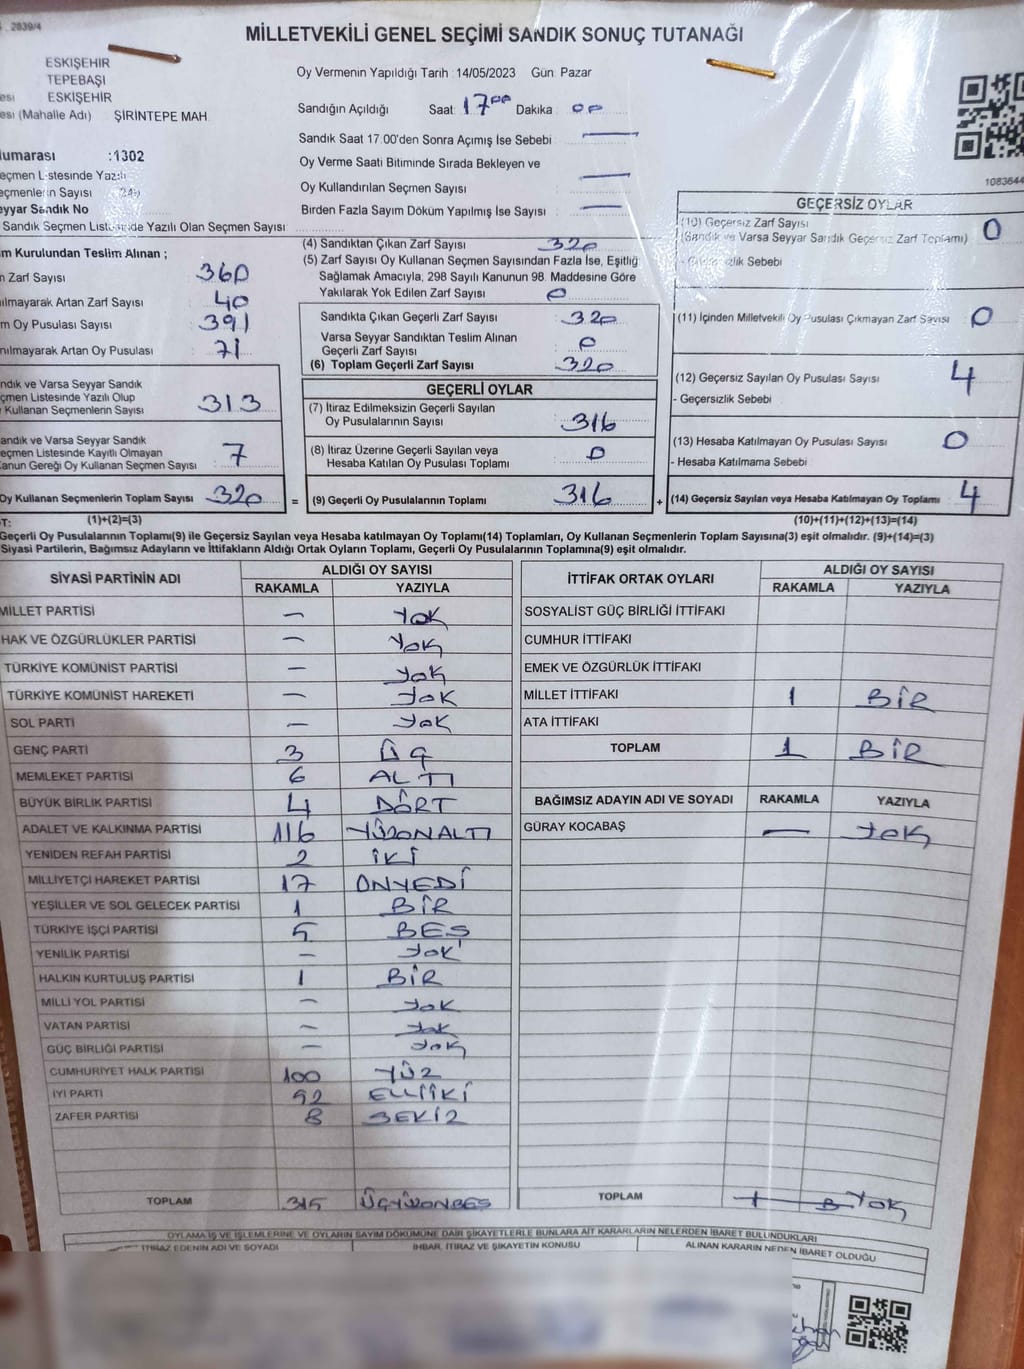 2839/4
MİLLETVEKİLİ GENEL SEÇİMİ SANDIK SONUÇ TUTANAĞI
ESKİŞEHİR
TEPEBAŞI
ESKİŞEHİR
esi (Mahalle Adı) ŞİRİNTEPE MAH
umarası :1302
eçmen Listesinde Yazılı
eçmenlerin Sayısı
eyyar Sandık No
Sandık Seçmen Listesinde Yazılı Olan Seçmen Sayısı
Oy Vermenin Yapıldığı Tarih :14/05/2023 Gün: Pazar
Sandığın Açıldığı Saat: 17 00 Dakika 00
Sandık Saat 17.00'den Sonra Açımış İse Sebebi
Oy Verme Saati Bitiminde Sırada Bekleyen ve
Oy Kullandırılan Seçmen Sayısı
Birden Fazla Sayım Döküm Yapılmış İse Sayısı
1083644
m Kurulundan Teslim Alınan ;
n Zarf Sayısı 360
ılmayarak Artan Zarf Sayısı 40
m Oy Pusulası Sayısı 391
nılmayarak Artan Oy Pusulası 71
ndık ve Varsa Seyyar Sandık
çmen Listesinde Yazılı Olup
Kullanan Seçmenlerin Sayısı 313
andık ve Varsa Seyyar Sandık
eçmen Listesinde Kayıtlı Olmayan
Kanun Gereği Oy Kullanan Seçmen Sayısı 7
Oy Kullanan Seçmenlerin Toplam Sayısı 320 =
(1)+(2)=(3)
(4) Sandıktan Çıkan Zarf Sayısı 320
(5) Zarf Sayısı Oy Kullanan Seçmen Sayısından Fazla İse, Eşitliğ
Sağlamak Amacıyla, 298 Sayılı Kanunun 98. Maddesine Göre
Yakılarak Yok Edilen Zarf Sayısı 0
Sandıkta Çıkan Geçerli Zarf Sayısı 320
Varsa Seyyar Sandıktan Teslim Alınan
Geçerli Zarf Sayısı 0
(6) Toplam Geçerli Zarf Sayısı 320
GEÇERLİ OYLAR
(7) İtiraz Edilmeksizin Geçerli Sayılan
Oy Pusulalarının Sayısı 316
(8) İtiraz Üzerine Geçerli Sayılan veya
Hesaba Katılan Oy Pusulası Toplamı 0
(9) Geçerli Oy Pusulalarının Toplamı 316 +
GEÇERSİZ OYLAR
(10) Geçersiz Zarf Sayısı 0
(Sandık ve Varsa Seyyar Sandık Geçersiz Zarf Toplamı)
- Geçersizlik Sebebi
(11) İçinden Milletvekili Oy Pusulası Çıkmayan Zarf Sayısı 0
(12) Geçersiz Sayılan Oy Pusulası Sayısı 4
- Geçersizlik Sebebi
(13) Hesaba Katılmayan Oy Pusulası Sayısı 0
- Hesaba Katılmama Sebebi
(14) Geçersiz Sayılan veya Hesaba Katılmayan Oy Toplamı 4
(10)+(11)+(12)+(13)=(14)
T:
Geçerli Oy Pusulalarının Toplamı(9) ile Geçersiz Sayılan veya Hesaba katılmayan Oy Toplamı(14) Toplamları, Oy Kullanan Seçmenlerin Toplam Sayısına(3) eşit olmalıdır. (9)+(14)=(3)
Siyasi Partilerin, Bağımsız Adayların ve İttifakların Aldığı Ortak Oyların Toplamı, Geçerli Oy Pusulalarının Toplamına(9) eşit olmalıdır.
SİYASİ PARTİNİN ADI ALDIĞI OY SAYISI
RAKAMLA YAZIYLA
MİLLET PARTİSİ — YOK
HAK VE ÖZGÜRLÜKLER PARTİSİ — YOK
TÜRKİYE KOMÜNİST PARTİSİ — YOK
TÜRKİYE KOMÜNİST HAREKETİ — YOK
SOL PARTİ — YOK
GENÇ PARTİ 3 ÜÇ
MEMLEKET PARTİSİ 6 ALTI
BÜYÜK BİRLİK PARTİSİ 4 DÖRT
ADALET VE KALKINMA PARTİSİ 116 YÜZONALTI
YENİDEN REFAH PARTİSİ 2 İKİ
MİLLİYETÇİ HAREKET PARTİSİ 17 ONYEDİ
YEŞİLLER VE SOL GELECEK PARTİSİ 1 BİR
TÜRKİYE İŞÇİ PARTİSİ 5 BEŞ
YENİLİK PARTİSİ — YOK
HALKIN KURTULUŞ PARTİSİ 1 BİR
MİLLİ YOL PARTİSİ — YOK
VATAN PARTİSİ — YOK
GÜÇ BİRLİĞİ PARTİSİ — YOK
CUMHURİYET HALK PARTİSİ 100 YÜZ
İYİ PARTİ 52 ELLİİKİ
ZAFER PARTİSİ 8 SEKİZ
TOPLAM 315 ÜÇYÜZONBEŞ
İTTİFAK ORTAK OYLARI ALDIĞI OY SAYISI
RAKAMLA YAZIYLA
SOSYALİST GÜÇ BİRLİĞİ İTTİFAKI
CUMHUR İTTİFAKI
EMEK VE ÖZGÜRLÜK İTTİFAKI
MİLLET İTTİFAKI 1 BİR
ATA İTTİFAKI
TOPLAM 1 BİR
BAĞIMSIZ ADAYIN ADI VE SOYADI RAKAMLA YAZIYLA
GÜRAY KOCABAŞ — YOK
TOPLAM YOK
OYLAMA İŞ VE İŞLEMLERİNE VE OYLARIN SAYIM DÖKÜMÜNE DAİR ŞİKAYETLERLE BUNLARA AİT KARARLARIN NELERDEN İBARET BULUNDUKLARI
İTİRAZ EDENİN ADI VE SOYADI İHBAR, İTİRAZ VE ŞİKAYETİN KONUSU ALINAN KARARIN NEDEN İBARET OLDUĞU